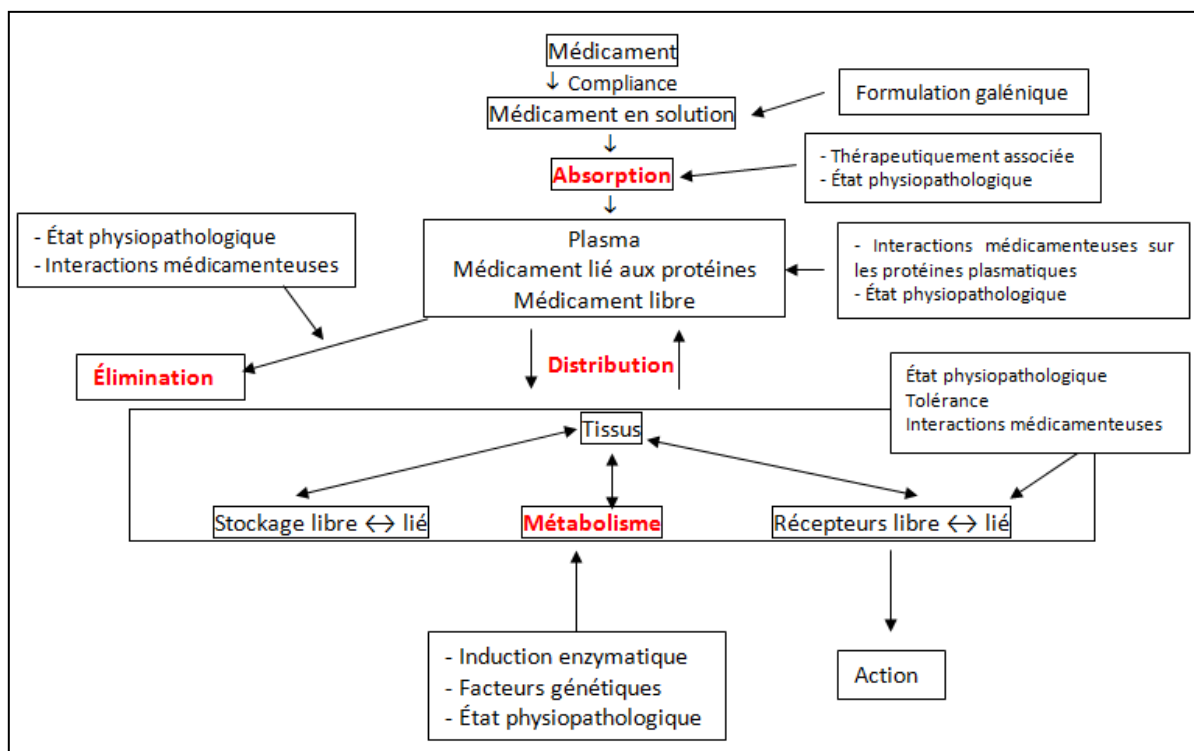 Médicament
↓ Compliance
Médicament en solution
Formulation galénique
↓
Absorption
- Thérapeutiquement associée
- État physiopathologique
↓
- État physiopathologique
- Interactions médicamenteuses
Plasma
Médicament lié aux protéines
Médicament libre
- Interactions médicamenteuses sur
les protéines plasmatiques
- État physiopathologique
Élimination
Distribution
État physiopathologique
Tolérance
Interactions médicamenteuses
Tissus
Stockage libre ↔ lié
Métabolisme
Récepteurs libre ↔ lié
- Induction enzymatique
- Facteurs génétiques
- État physiopathologique
Action